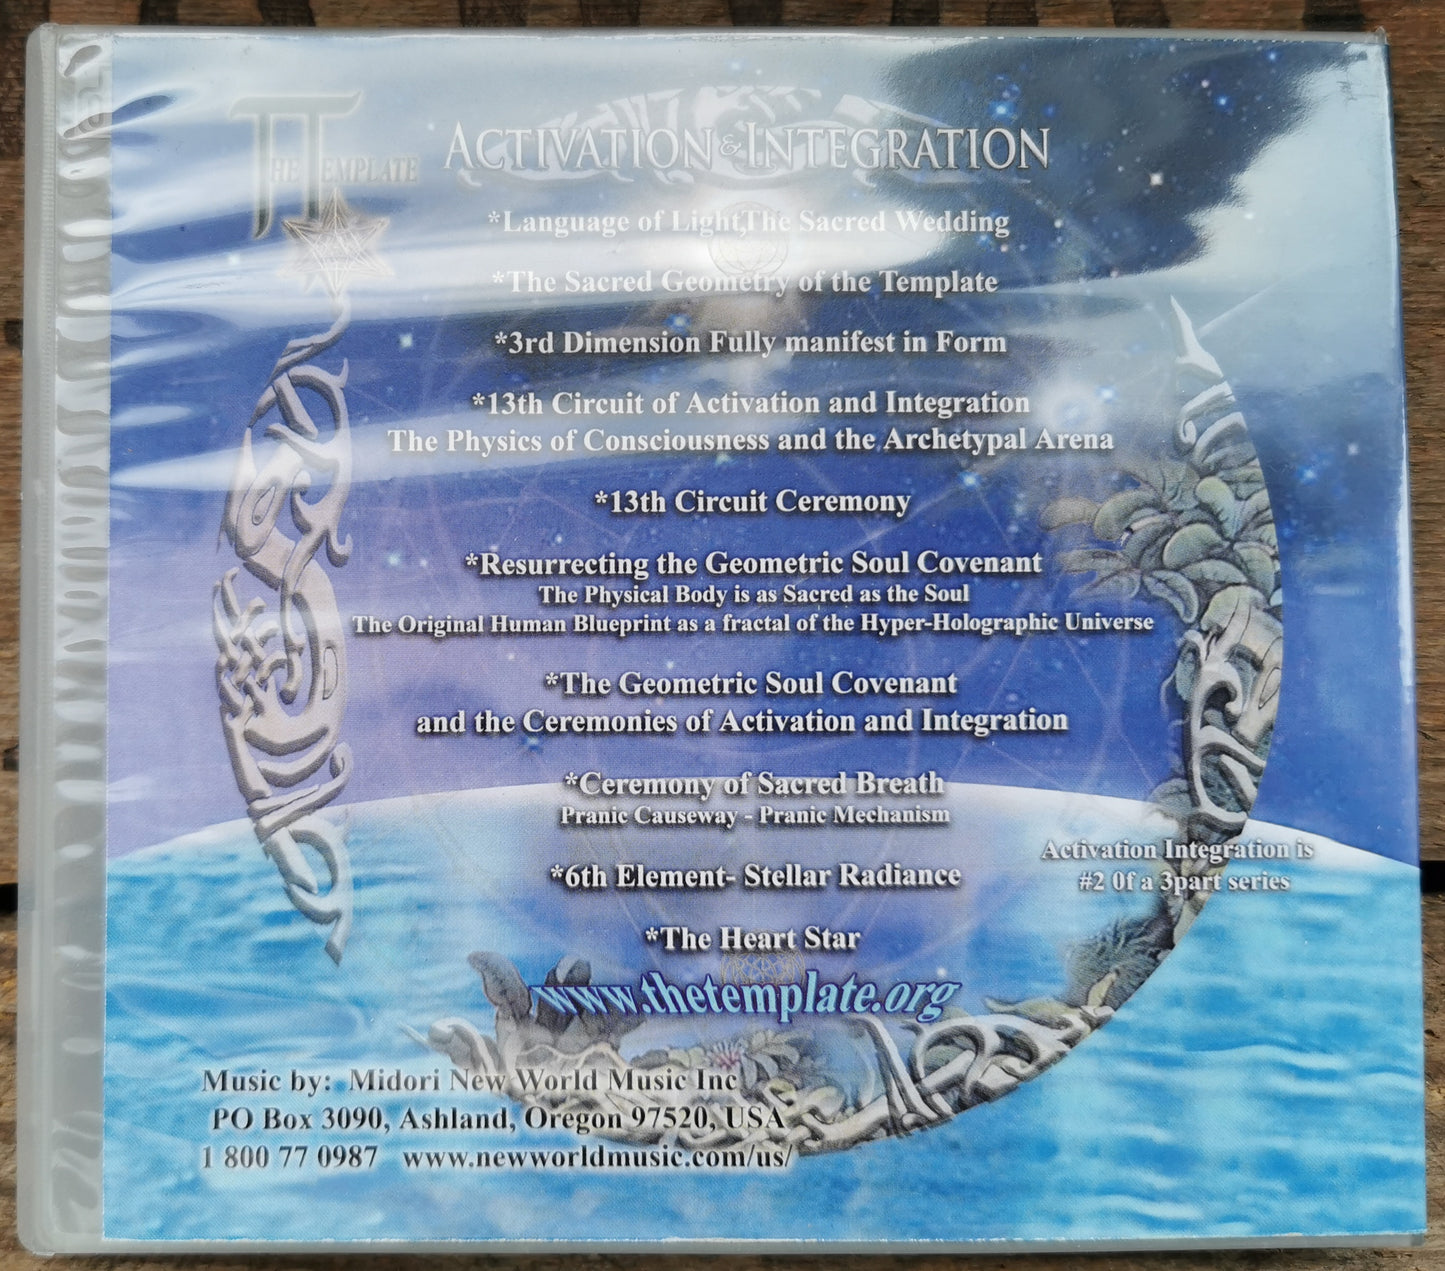 THE TEMPLATE
ACTIVATION & INTEGRATION
*Language of Light,The Sacred Wedding
*The Sacred Geometry of the Template
*3rd Dimension Fully manifest in Form
*13th Circuit of Activation and Integration
The Physics of Consciousness and the Archetypal Arena
*13th Circuit Ceremony
*Resurrecting the Geometric Soul Covenant
The Physical Body is as Sacred as the Soul
The Original Human Blueprint as a fractal of the Hyper-Holographic Universe
*The Geometric Soul Covenant
and the Ceremonies of Activation and Integration
*Ceremony of Sacred Breath
Pranic Causeway - Pranic Mechanism
*6th Element- Stellar Radiance
Activation Integration is
#2 0f a 3part series
*The Heart Star
www.thetemplate.org
Music by: Midori New World Music Inc
PO Box 3090, Ashland, Oregon 97520, USA
1 800 77 0987 www.newworldmusic.com/us/